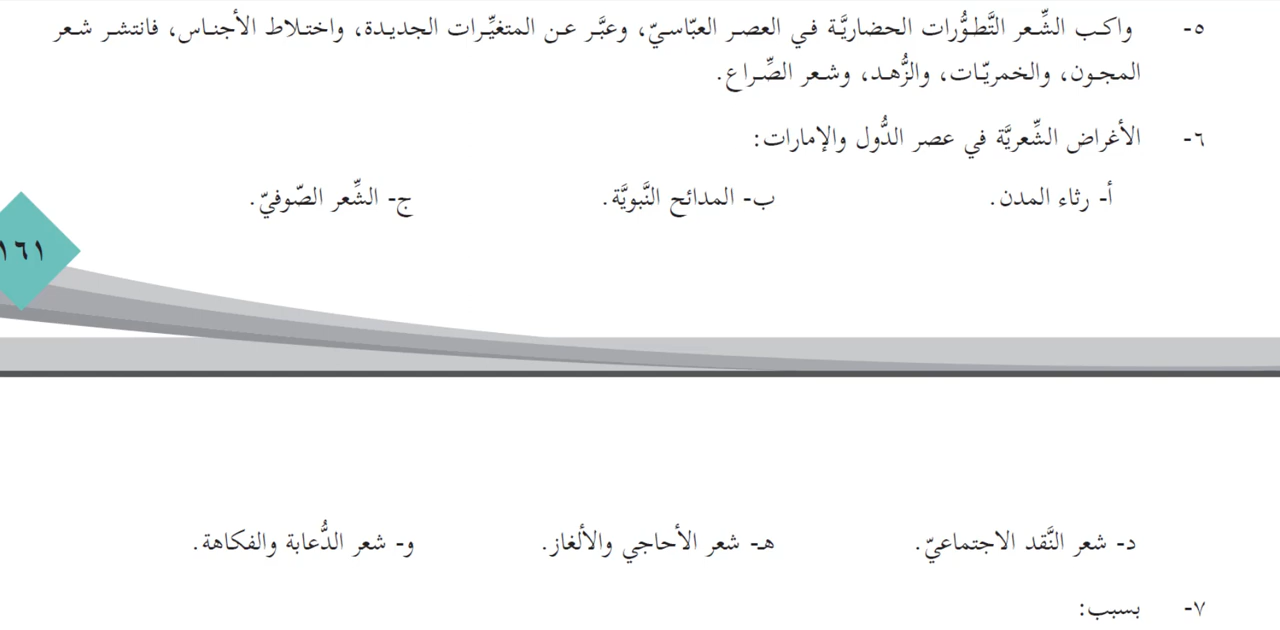 ٥- واكب الشِّعر التَّطوُّرات الحضاريَّة في العصر العبّاسيّ، وعبَّر عن المتغيِّرات الجديدة، واختلاط الأجناس، فانتشر شعر
المجون، والخمريّات، والزُّهد، وشعر الصِّراع.
٦- الأغراض الشِّعريَّة في عصر الدُّول والإمارات:
أ- رثاء المدن. ب- المدائح النَّبويَّة. ج- الشِّعر الصّوفيّ.
١٦١
د- شعر النَّقد الاجتماعيّ. هـ- شعر الأحاجي والألغاز. و- شعر الدُّعابة والفكاهة.
٧- بسبب: